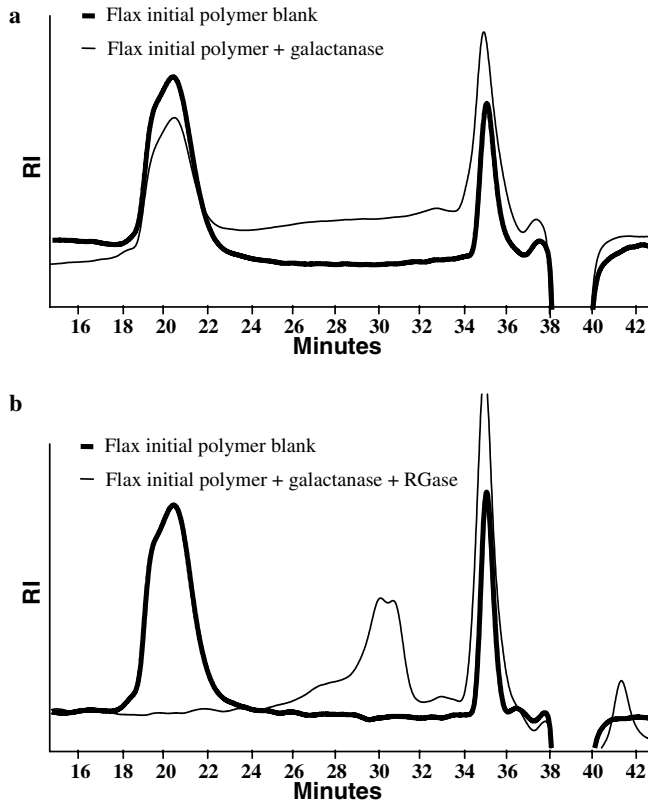 a
Flax initial polymer blank
Flax initial polymer + galactanase
RI
16 18 20 22 24 26 28 30 32 34 36 38 40 42
Minutes
b
Flax initial polymer blank
Flax initial polymer + galactanase + RGase
RI
16 18 20 22 24 26 28 30 32 34 36 38 40 42
Minutes